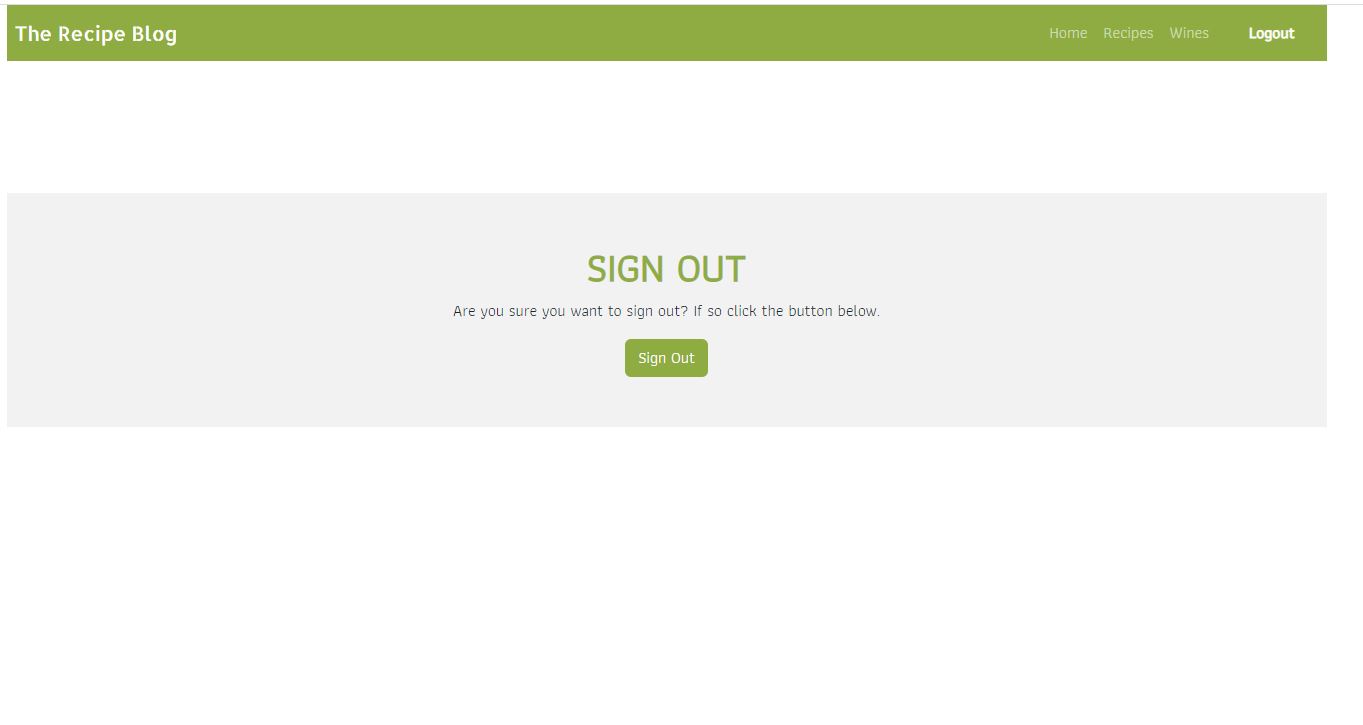 The Recipe Blog
Home Recipes Wines Logout
SIGN OUT
Are you sure you want to sign out? If so click the button below.
Sign Out